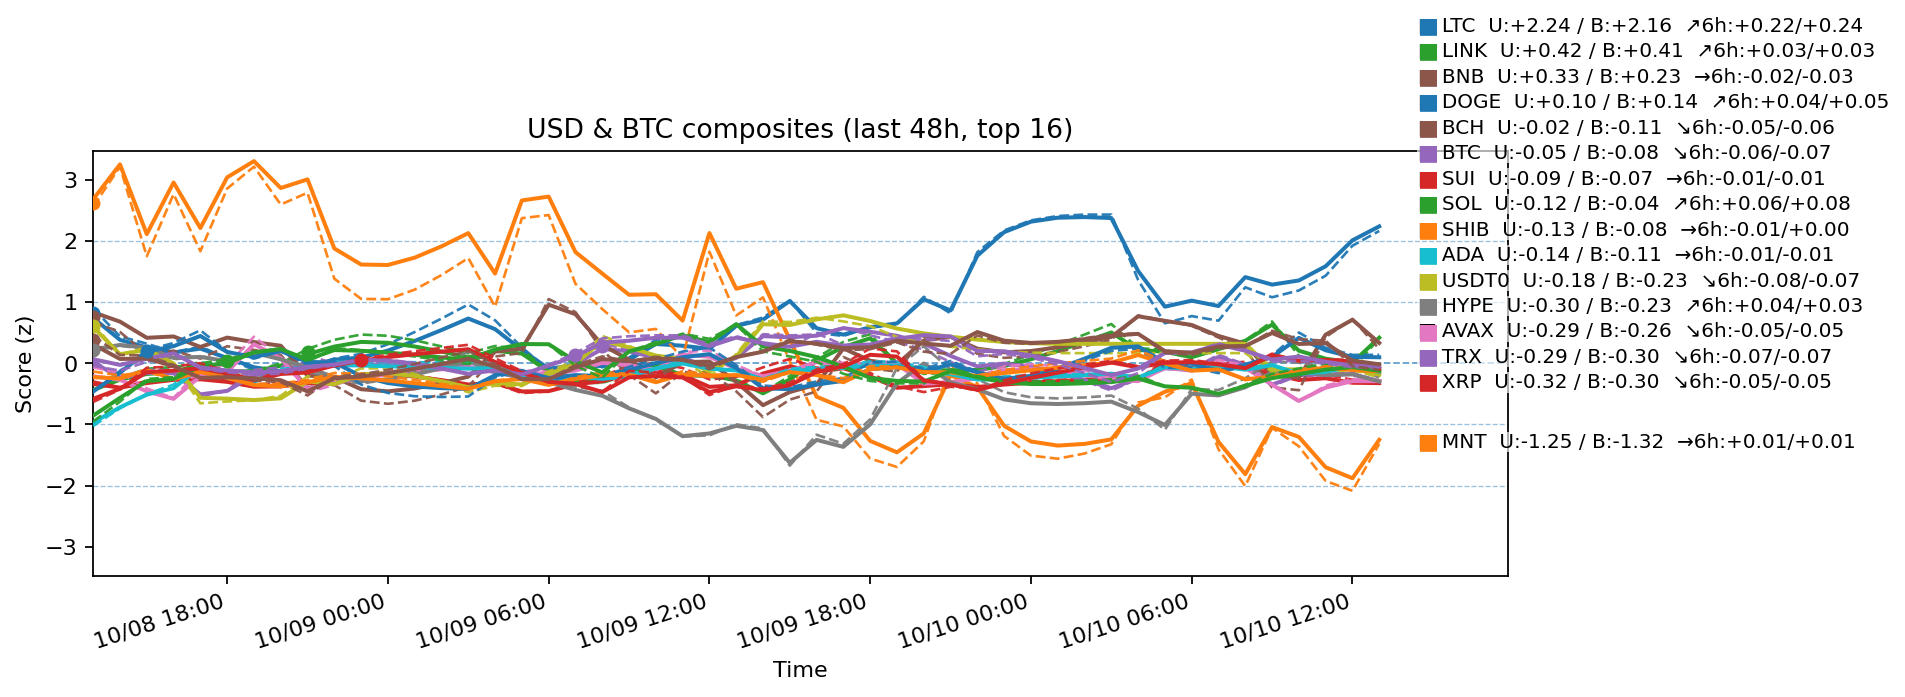 LTC U:+2.24 / B:+2.16 ↗6h:+0.22/+0.24
LINK U:+0.42 / B:+0.41 ↗6h:+0.03/+0.03
BNB U:+0.33 / B:+0.23 →6h:-0.02/-0.03
DOGE U:+0.10 / B:+0.14 ↗6h:+0.04/+0.05
BCH U:-0.02 / B:-0.11 ↘6h:-0.05/-0.06
BTC U:-0.05 / B:-0.08 ↘6h:-0.06/-0.07
SUI U:-0.09 / B:-0.07 →6h:-0.01/-0.01
SOL U:-0.12 / B:-0.04 ↗6h:+0.06/+0.08
SHIB U:-0.13 / B:-0.08 →6h:-0.01/+0.00
ADA U:-0.14 / B:-0.11 →6h:-0.01/-0.01
USDT0 U:-0.18 / B:-0.23 ↘6h:-0.08/-0.07
HYPE U:-0.30 / B:-0.23 ↗6h:+0.04/+0.03
AVAX U:-0.29 / B:-0.26 ↘6h:-0.05/-0.05
TRX U:-0.29 / B:-0.30 ↘6h:-0.07/-0.07
XRP U:-0.32 / B:-0.30 ↘6h:-0.05/-0.05
MNT U:-1.25 / B:-1.32 →6h:+0.01/+0.01
USD & BTC composites (last 48h, top 16)
Score (z)
3
2
1
0
−1
−2
−3
10/08 18:00
10/09 00:00
10/09 06:00
10/09 12:00
10/09 18:00
10/10 00:00
10/10 06:00
10/10 12:00
Time